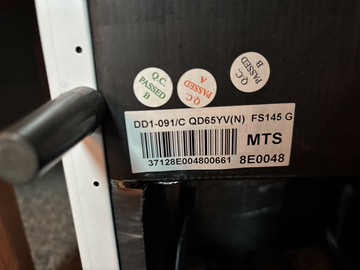 Q.C.
PASSED
B
Q.C.
PASSED
A
Q.C.
PASSED
B
DD1-091/C QD65YV(N) FS145 G
MTS
37128E004800661 8E0048